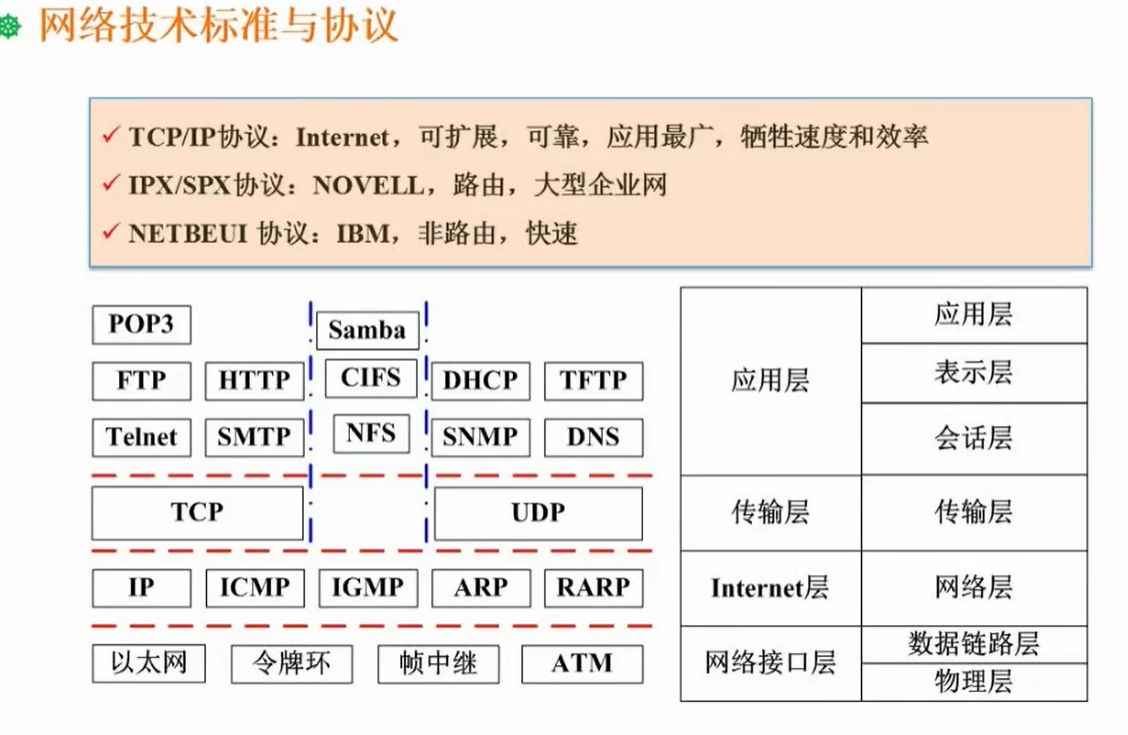 网络技术标准与协议
✓ TCP/IP协议：Internet，可扩展，可靠，应用最广，牺牲速度和效率
✓ IPX/SPX协议：NOVELL，路由，大型企业网
✓ NETBEUI 协议：IBM，非路由，快速
POP3 Samba
FTP HTTP CIFS DHCP TFTP
Telnet SMTP NFS SNMP DNS
TCP UDP
IP ICMP IGMP ARP RARP
以太网 令牌环 帧中继 ATM
应用层 应用层
表示层
会话层
传输层 传输层
Internet层 网络层
网络接口层 数据链路层
物理层